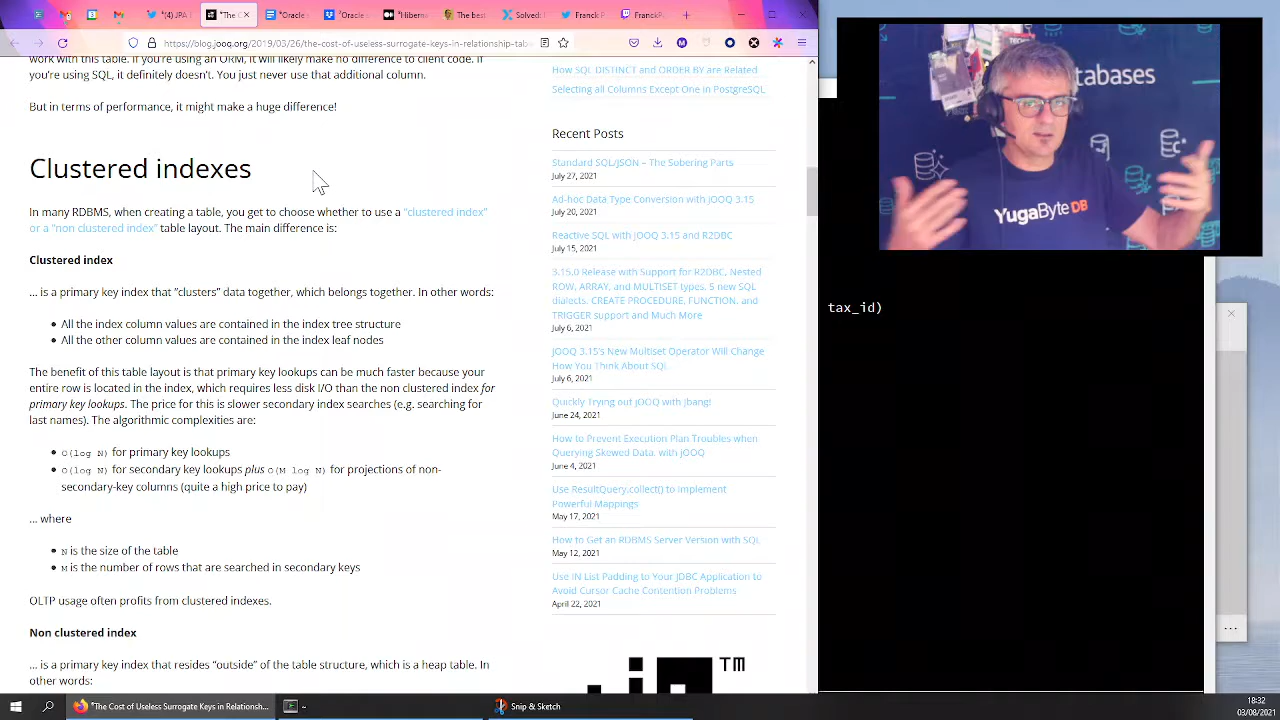 Solved:
https://blog.jooq.org/2019/03/26/the-cost-of-useless-surrogate-keys-in-relationship-tab
worked with this table. If you're using an ORM, it will make no difference to client code. If
you're using SQL, it definitely doesn't. You just never use that additional column.
But in terms of performance, it makes a huge difference!
Clustered indexes
In many RDBMS, when creating a table, you get to choose whether to use a "clustered index"
or a "non clustered index" table layout. The main difference is:
Clustered index
… is a primary key index that "clusters" data together, which belongs together. In other words:
All the index column values are contained in the index tree structure
All the other column values are contained in the index leaf nodes
The benefit of this table layout is that primary key lookups can be much faster because your
entire row is located in the index, which requires less disk I/O than the non clustered index for
primary key lookups. The price for this is slower secondary index searches (e.g. searching for
last names). The algorithmic complexities are:
O(log N) for primary key lookups
O(log N) for secondary key lookups plus O(M log N) for projections of non-
secondary-key columns (quite a high price to pay)
… where
N is the size of the table
M is the number of rows that are searched in secondary keys
OLTP usage often profits from clustered indexes.
Non clustered index
… is a primary key index that resides "outside" of the table structure, which is a heap table. In
other words:
How SQL DISTINCT and ORDER BY are Related
Selecting all Columns Except One in PostgreSQL
Recent Posts
Standard SQL/JSON – The Sobering Parts
July 27, 2021
Ad-hoc Data Type Conversion with jOOQ 3.15
July 20, 2021
Reactive SQL with jOOQ 3.15 and R2DBC
July 15, 2021
3.15.0 Release with Support for R2DBC, Nested
ROW, ARRAY, and MULTISET types, 5 new SQL
dialects, CREATE PROCEDURE, FUNCTION, and
TRIGGER support and Much More
July 6, 2021
jOOQ 3.15's New Multiset Operator Will Change
How You Think About SQL
July 6, 2021
Quickly Trying out jOOQ with jbang!
June 24, 2021
How to Prevent Execution Plan Troubles when
Querying Skewed Data, with jOOQ
June 4, 2021
Use ResultQuery.collect() to Implement
Powerful Mappings
May 17, 2021
How to Get an RDBMS Server Version with SQL
May 12, 2021
Use IN List Padding to Your JDBC Application to
Avoid Cursor Cache Contention Problems
April 22, 2021
TM
tabases
YugaByte DB
tax_id)
The Cost of Useless Surrogate Keys in Relation…
Snip & Sketch
18:32
03/08/2021